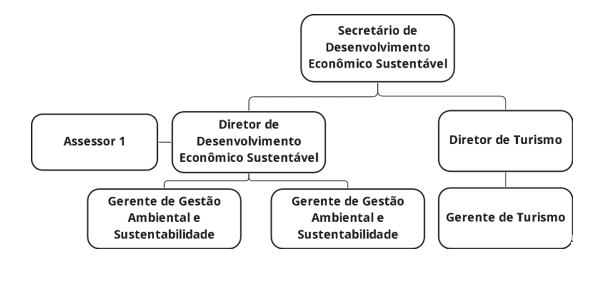 Secretário de
Desenvolvimento
Econômico Sustentável
Assessor 1
Diretor de
Desenvolvimento
Econômico Sustentável
Diretor de Turismo
Gerente de Gestão
Ambiental e
Sustentabilidade
Gerente de Gestão
Ambiental e
Sustentabilidade
Gerente de Turismo